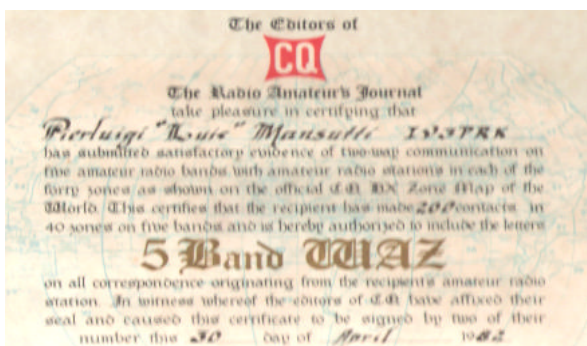 The Editors of
CQ
The Radio Amateur's Journal
take pleasure in certifying that
Pierluigi "Luis" Mansutti IV3PRK
has submitted satisfactory evidence of two-way communication on
five amateur radio bands with amateur radio stations in each of the
forty zones as shown on the official C.Q. DX Zone Map of the
World. This certifies that the recipient has made 200 contacts in
40 zones on five bands and is hereby authorized to include the letters
5 Band WAZ
on all correspondence originating from the recipient's amateur radio
station. In witness whereof the editors of C.Q. have affixed their
seal and caused this certificate to be signed by two of their
number this 30 day of April 1982